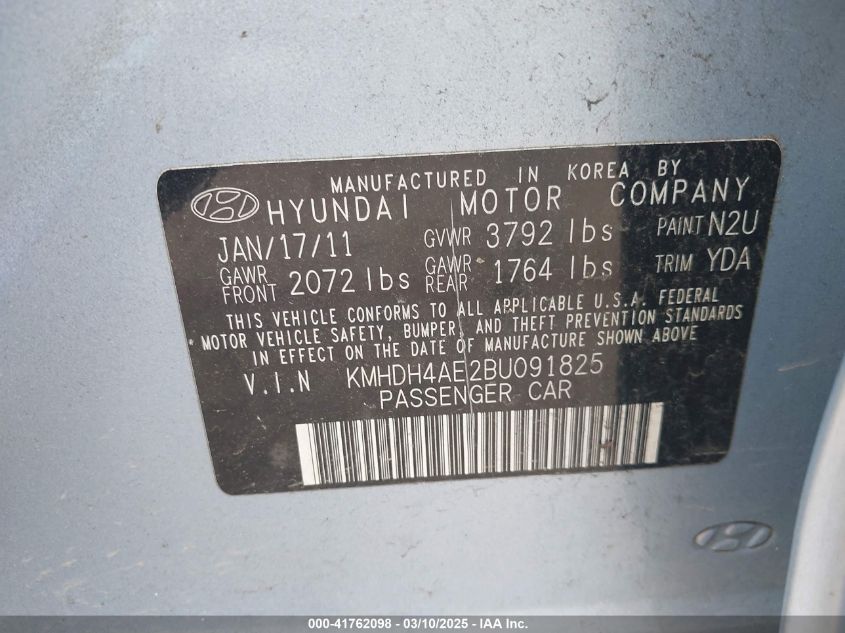 MANUFACTURED IN KOREA BY
HYUNDAI MOTOR COMPANY
JAN/17/11 GVWR 3792 lbs PAINT N2U
GAWR FRONT 2072 lbs GAWR REAR 1764 lbs TRIM YDA
THIS VEHICLE CONFORMS TO ALL APPLICABLE U.S.A. FEDERAL
MOTOR VEHICLE SAFETY, BUMPER, AND THEFT PREVENTION STANDARDS
IN EFFECT ON THE DATE OF MANUFACTURE SHOWN ABOVE.
V.I.N KMHDH4AE2BU091825
PASSENGER CAR
000-41762098 - 03/10/2025 - IAA Inc.